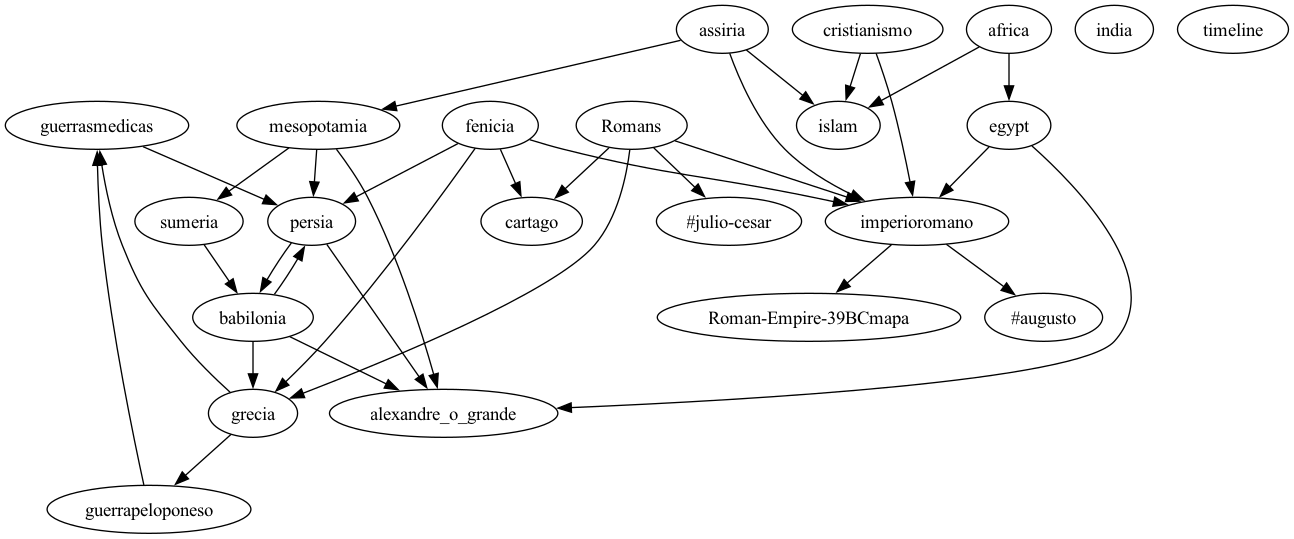 assiria
cristianismo
africa
india
timeline
guerrasmedicas
mesopotamia
fenicia
Romans
islam
egypt
sumeria
persia
cartago
#julio-cesar
imperioromano
babilonia
Roman-Empire-39BCmapa
#augusto
grecia
alexandre_o_grande
guerrapeloponeso